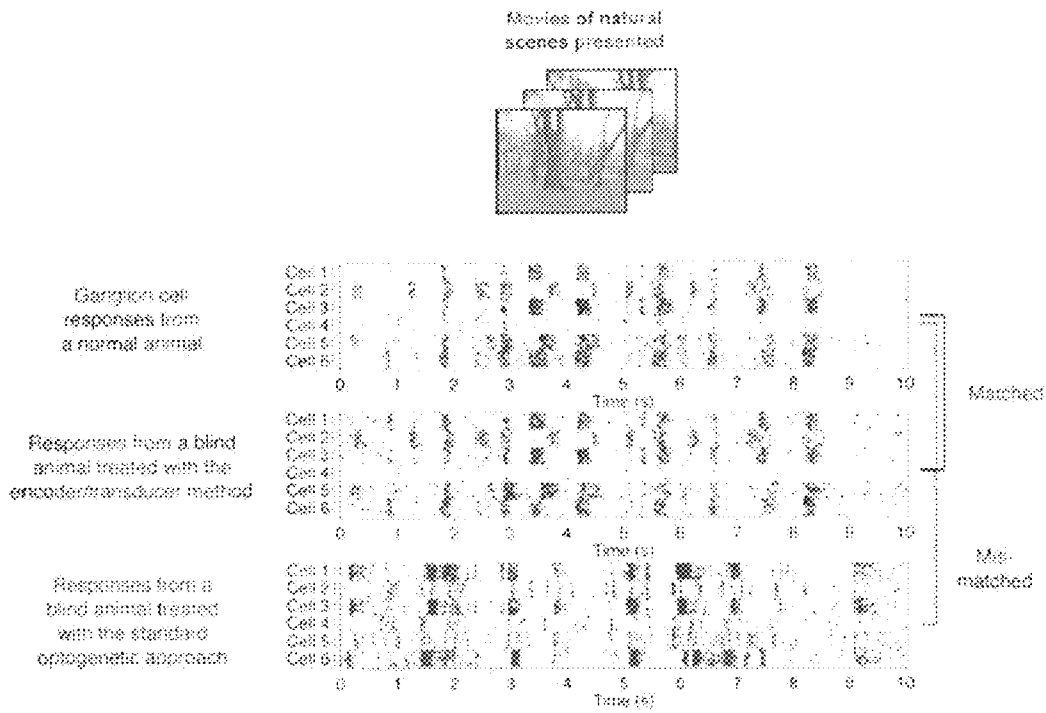 Movies of natural
scenes presented
Ganglion cell
responses from
a normal animal
Cell 1
Cell 2
Cell 3
Cell 4
Cell 5
Cell 6
0 1 2 3 4 5 6 7 8 9 10
Time (s)
Matched
Responses from a blind
animal treated with the
encoder/transducer method
Cell 1
Cell 2
Cell 3
Cell 4
Cell 5
Cell 6
0 1 2 3 4 5 6 7 8 9 10
Time (s)
Mis-
matched
Responses from a
blind animal treated
with the standard
optogenetic approach
Cell 1
Cell 2
Cell 3
Cell 4
Cell 5
Cell 6
0 1 2 3 4 5 6 7 8 9 10
Time (s)